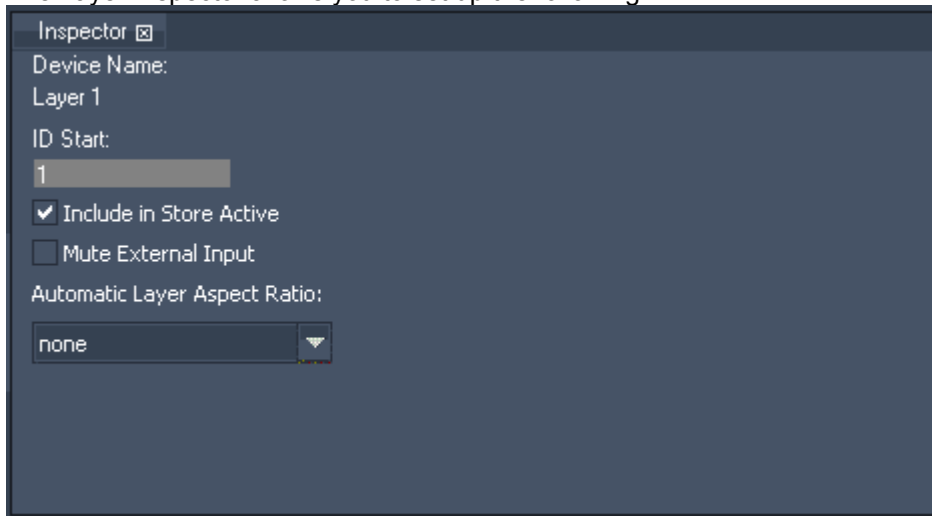 Inspector
Device Name:
Layer 1
ID Start:
1
Include in Store Active
Mute External Input
Automatic Layer Aspect Ratio:
none